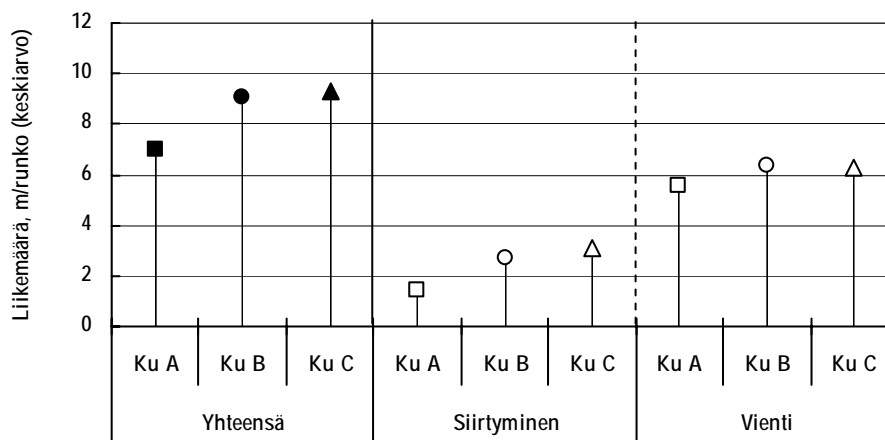 Liikemäärä, m/runko (keskiarvo)
12
10
8
6
4
2
0
Ku A Ku B Ku C Ku A Ku B Ku C Ku A Ku B Ku C
Yhteensä Siirtyminen Vienti